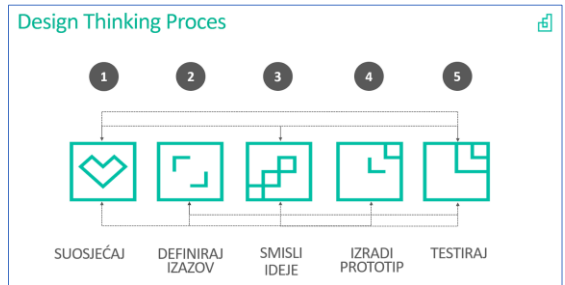 Design Thinking Proces
1 2 3 4 5
SUOSJEĆAJ
DEFINIRAJ
IZAZOV
SMISLI
IDEJE
IZRADI
PROTOTIP
TESTIRAJ